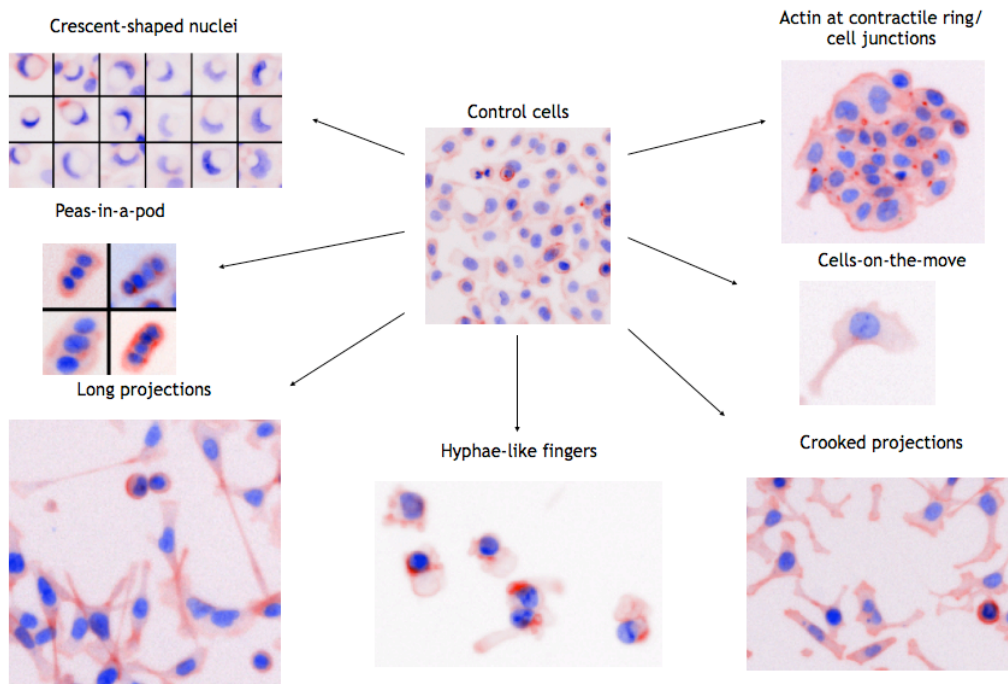 Crescent-shaped nuclei
Actin at contractile ring/
cell junctions
Control cells
Peas-in-a-pod
Cells-on-the-move
Long projections
Hyphae-like fingers
Crooked projections